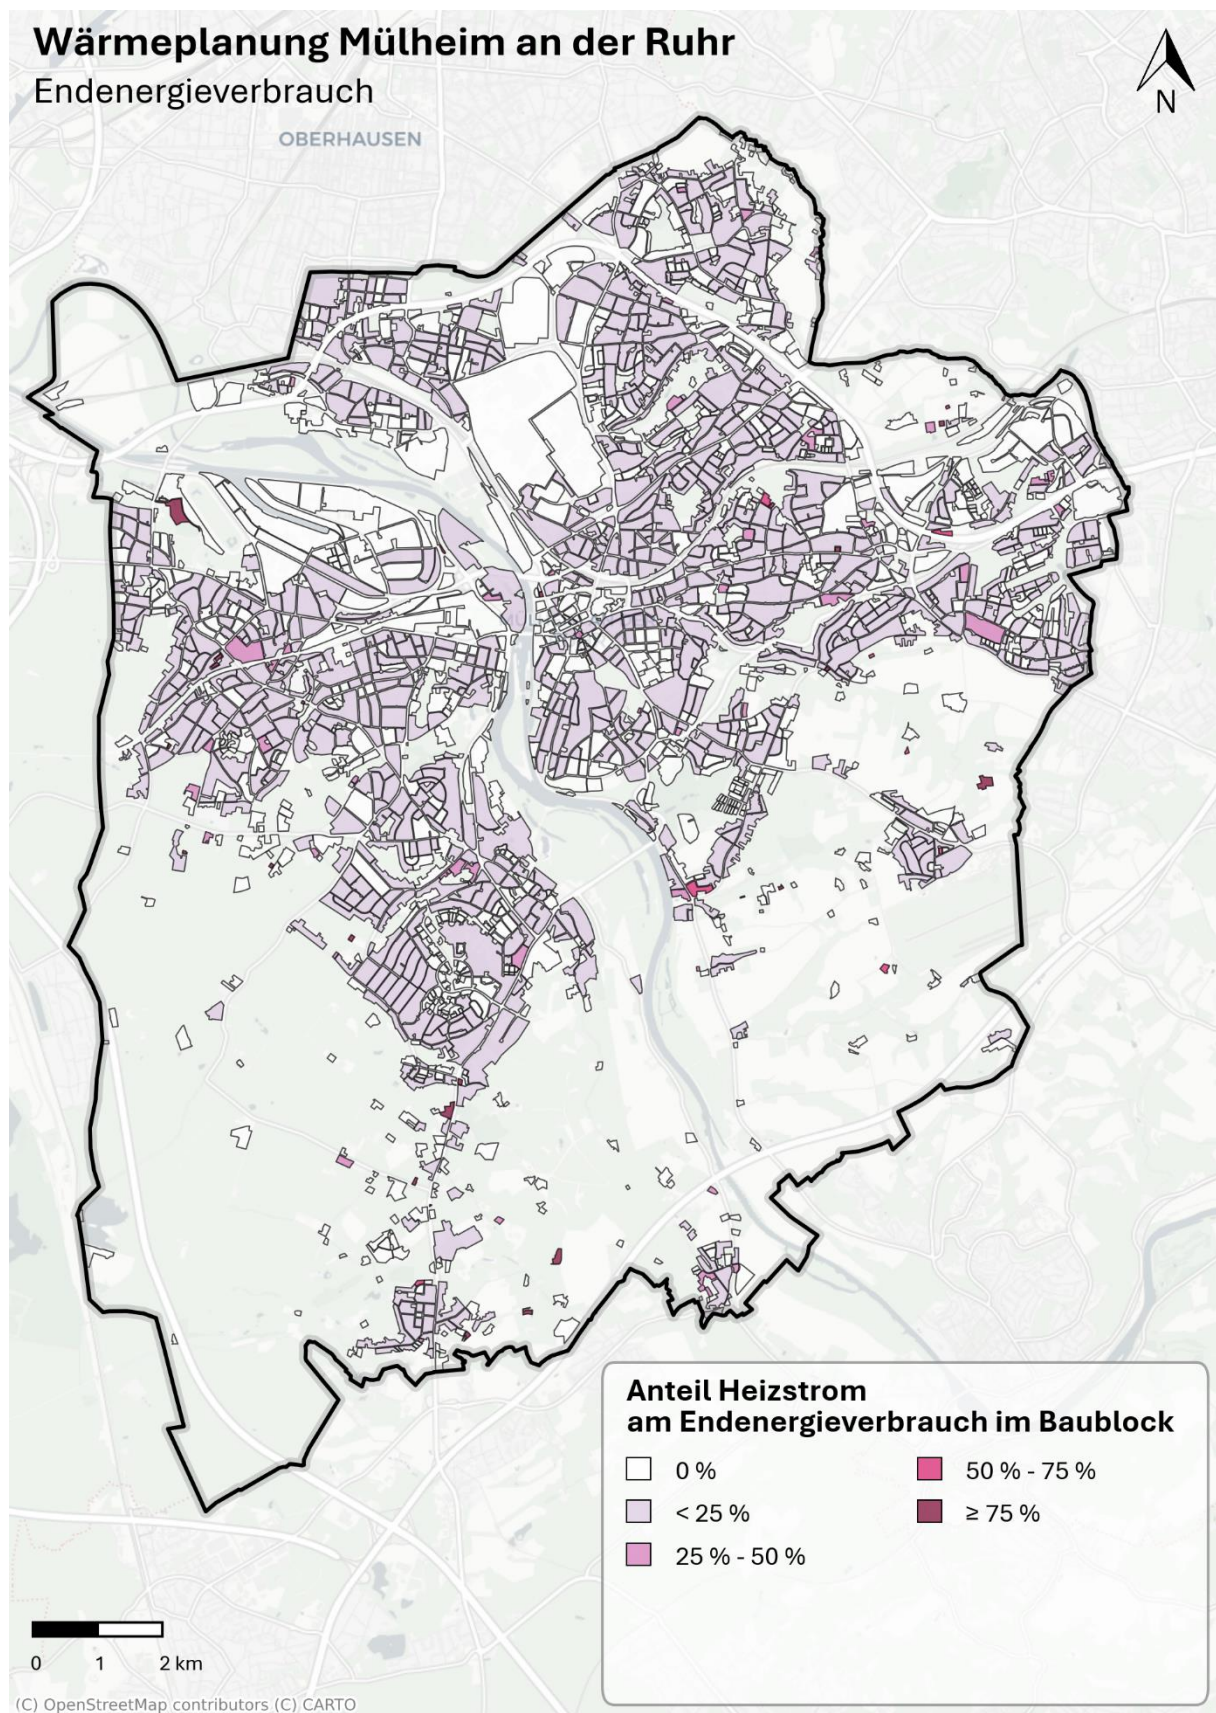 Wärmeplanung Mülheim an der Ruhr
Endenergieverbrauch
N
OBERHAUSEN
Anteil Heizstrom
am Endenergieverbrauch im Baublock
0 %
< 25 %
25 % - 50 %
50 % - 75 %
≥ 75 %
0 1 2 km
(C) OpenStreetMap contributors (C) CARTO